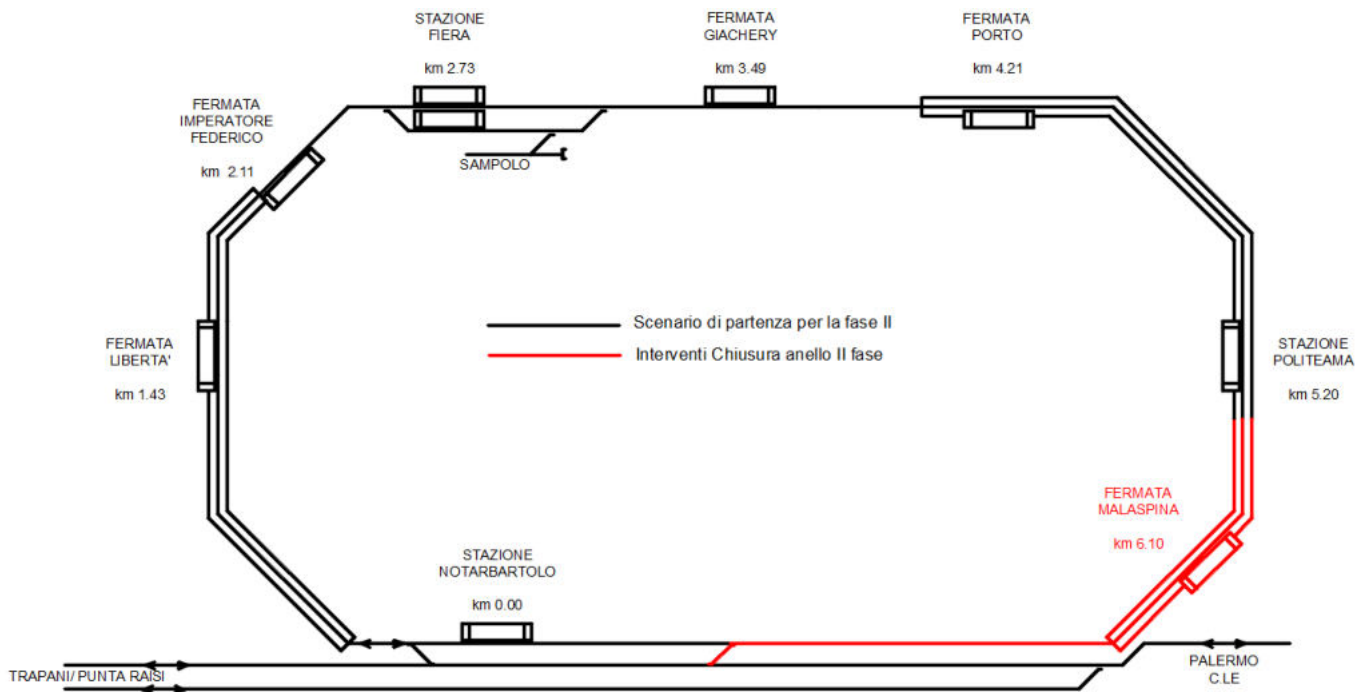 STAZIONE
FIERA
km 2.73
FERMATA
GIACHERY
km 3.49
FERMATA
PORTO
km 4.21
FERMATA
IMPERATORE
FEDERICO
km 2.11
SAMPOLO
Scenario di partenza per la fase II
Interventi Chiusura anello II fase
FERMATA
LIBERTA'
km 1.43
STAZIONE
POLITEAMA
km 5.20
FERMATA
MALASPINA
km 6.10
STAZIONE
NOTARBARTOLO
km 0.00
TRAPANI/ PUNTA RAISI
PALERMO
C.LE